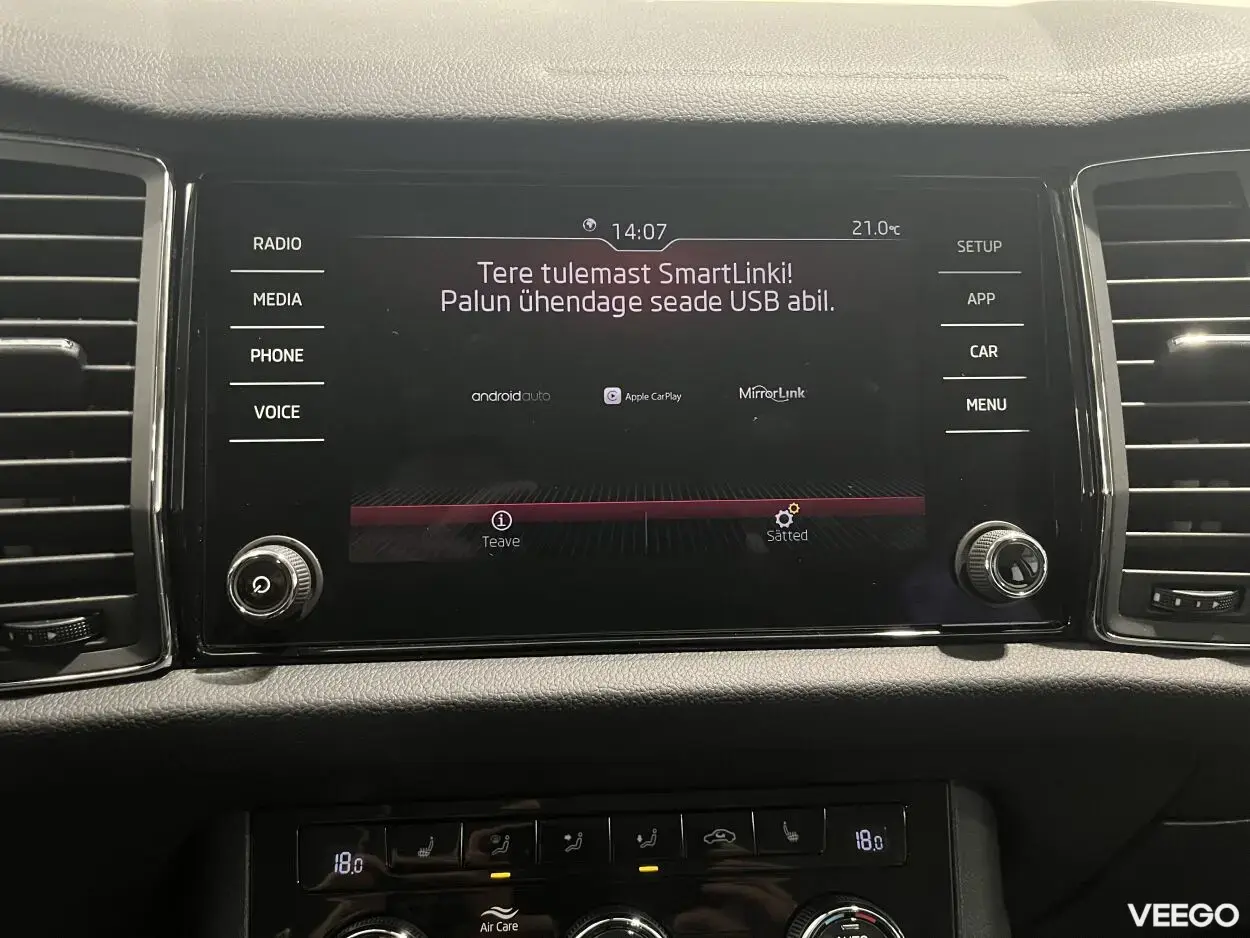 14:07
21.0°C
RADIO
MEDIA
PHONE
VOICE
Tere tulemast SmartLinki!
Palun ühendage seade USB abil.
androidauto
Apple CarPlay
MirrorLink
Teave
Sätted
SETUP
APP
CAR
MENU
18.0
18.0
Air Care
AUTO
VEEGO